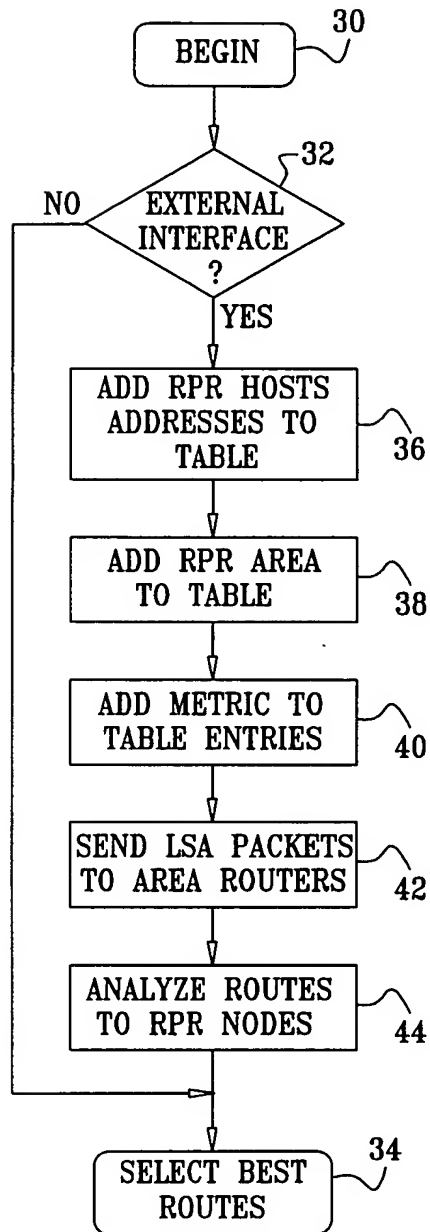 BEGIN
30
32
NO
EXTERNAL
INTERFACE
?
YES
ADD RPR HOSTS
ADDRESSES TO
TABLE
36
ADD RPR AREA
TO TABLE
38
ADD METRIC TO
TABLE ENTRIES
40
SEND LSA PACKETS
TO AREA ROUTERS
42
ANALYZE ROUTES
TO RPR NODES
44
SELECT BEST
ROUTES
34